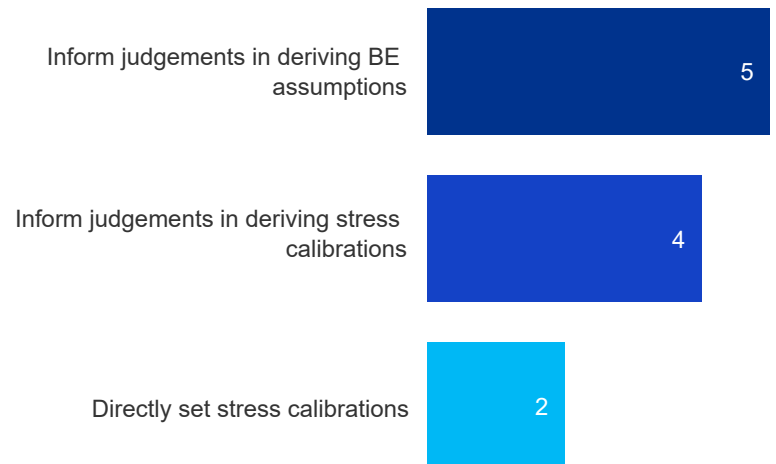 Inform judgements in deriving BE
assumptions
5
Inform judgements in deriving stress
calibrations
4
Directly set stress calibrations
2